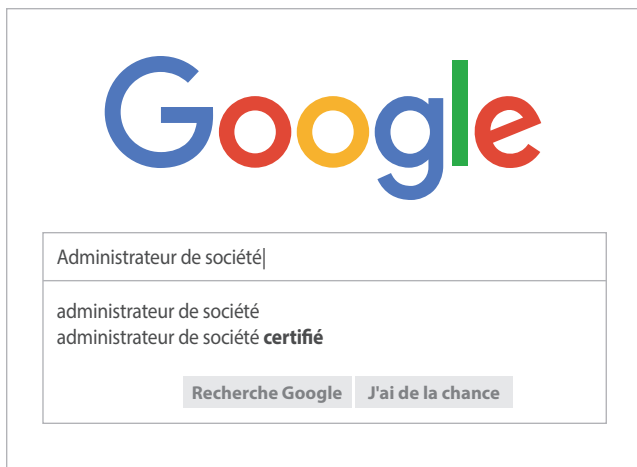 Google
Administrateur de société
administrateur de société
administrateur de société certifié
Recherche Google J'ai de la chance